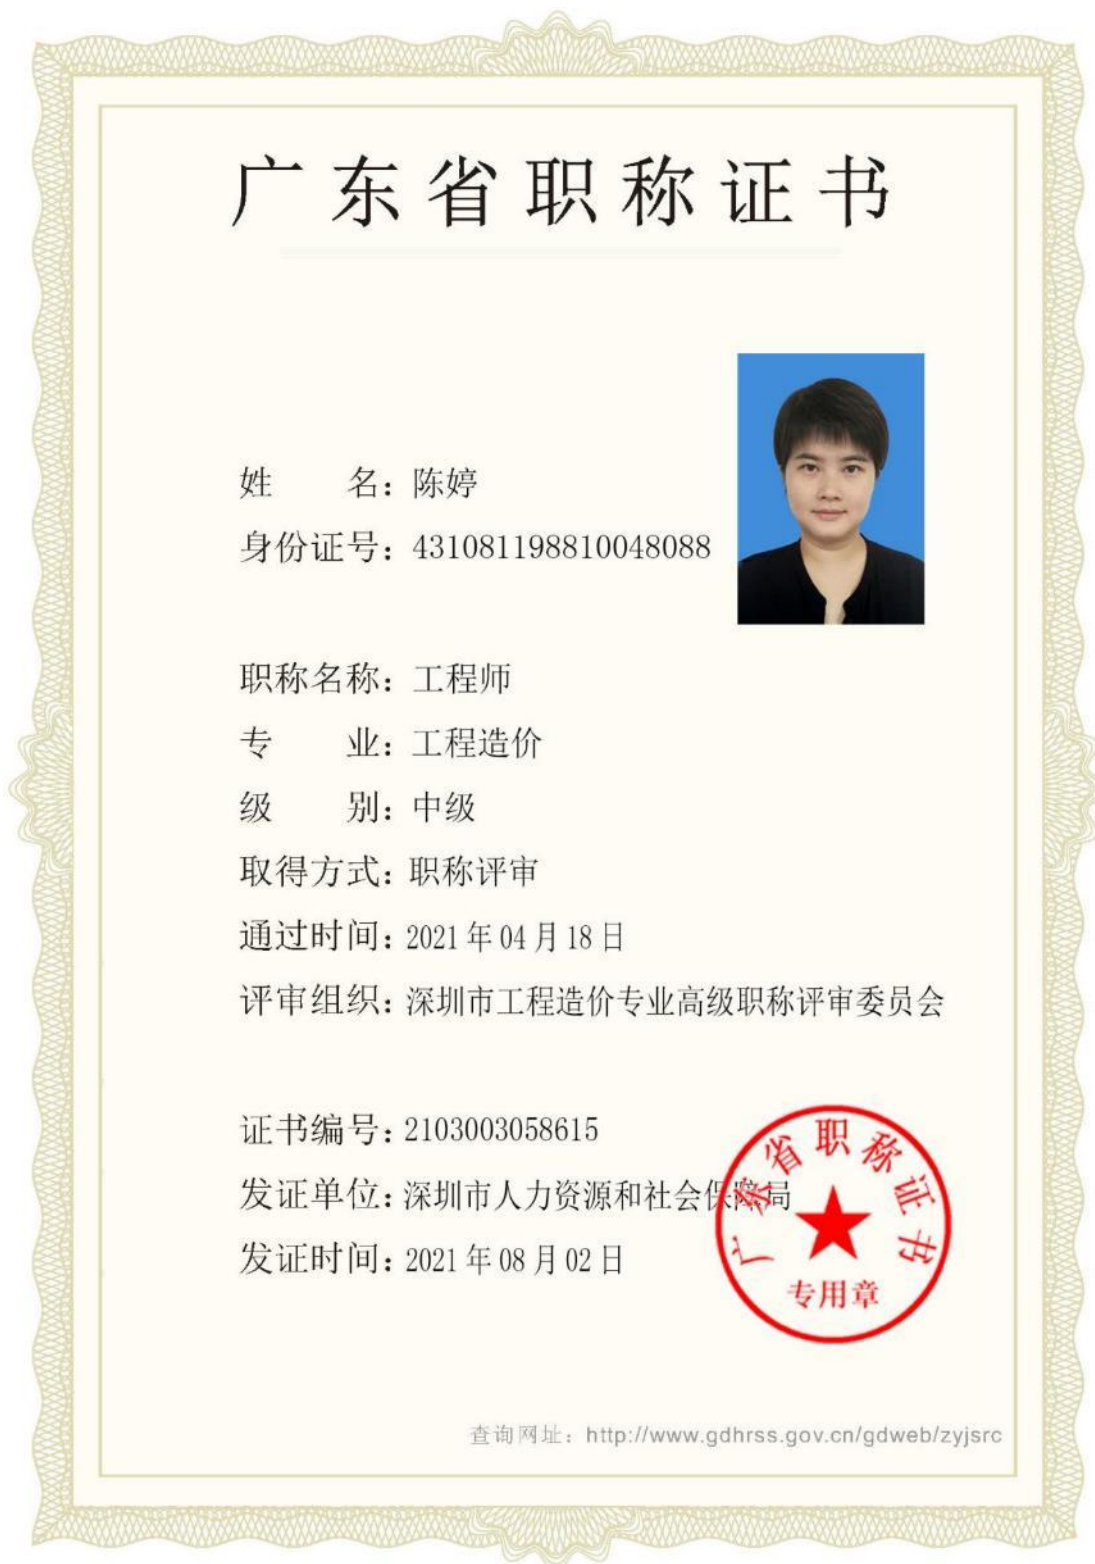 广东省职称证书
姓 名：陈婷
身份证号：431081198810048088
职称名称：工程师
专 业：工程造价
级 别：中级
取得方式：职称评审
通过时间：2021年04月18日
评审组织：深圳市工程造价专业高级职称评审委员会
证书编号：2103003058615
发证单位：深圳市人力资源和社会保障局
发证时间：2021年08月02日
广东省职称证书
专用章
查询网址：http://www.gdhrss.gov.cn/gdweb/zyjsrc